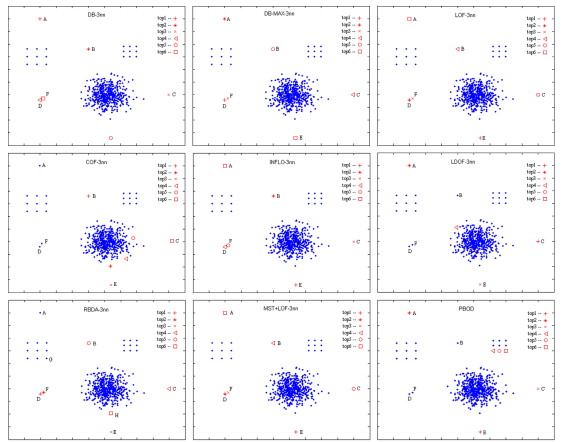 DB-3nn
top1 --
top2 --
top3 --
top4 --
top5 --
top6 --
A
B
F
C
D
DB-MAX-3nn
top1 --
top2 --
top3 --
top4 --
top5 --
top6 --
A
B
F
C
D
E
LOF-3nn
top1 --
top2 --
top3 --
top4 --
top5 --
top6 --
A
B
F
C
D
E
COF-3nn
top1 --
top2 --
top3 --
top4 --
top5 --
top6 --
A
B
F
C
D
E
INFLO-3nn
top1 --
top2 --
top3 --
top4 --
top5 --
top6 --
A
B
F
C
D
E
LDOF-3nn
top1 --
top2 --
top3 --
top4 --
top5 --
top6 --
A
B
F
C
D
E
RBDA-3nn
top1 --
top2 --
top3 --
top4 --
top5 --
top6 --
A
B
F
C
D
H
E
MST+LOF-3nn
top1 --
top2 --
top3 --
top4 --
top5 --
top6 --
A
B
F
C
D
E
PBOD
top1 --
top2 --
top3 --
top4 --
top5 --
top6 --
A
B
F
C
D
E